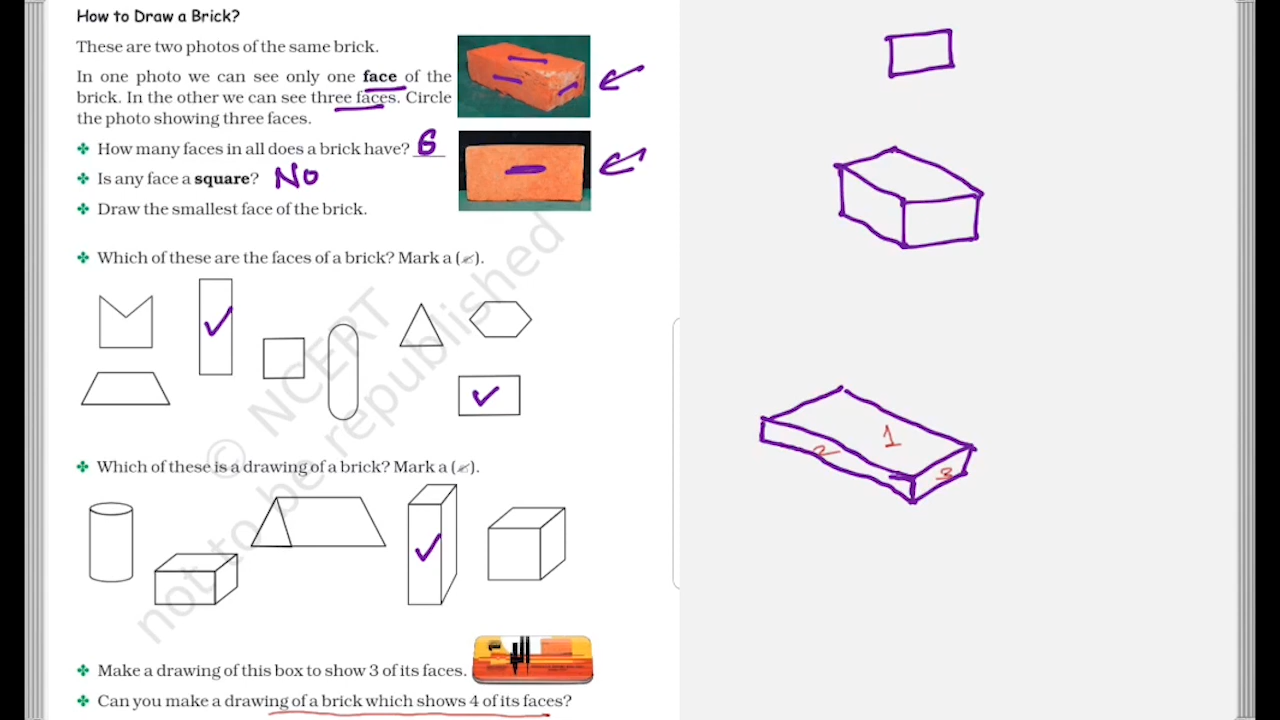 How to Draw a Brick?
These are two photos of the same brick.
In one photo we can see only one face of the
brick. In the other we can see three faces. Circle
the photo showing three faces.
How many faces in all does a brick have? 6
Is any face a square? No
Draw the smallest face of the brick.
Which of these are the faces of a brick? Mark a ( ).
Which of these is a drawing of a brick? Mark a ( ).
Make a drawing of this box to show 3 of its faces.
Can you make a drawing of a brick which shows 4 of its faces?
© NCERT
not to be republished
1
2
3